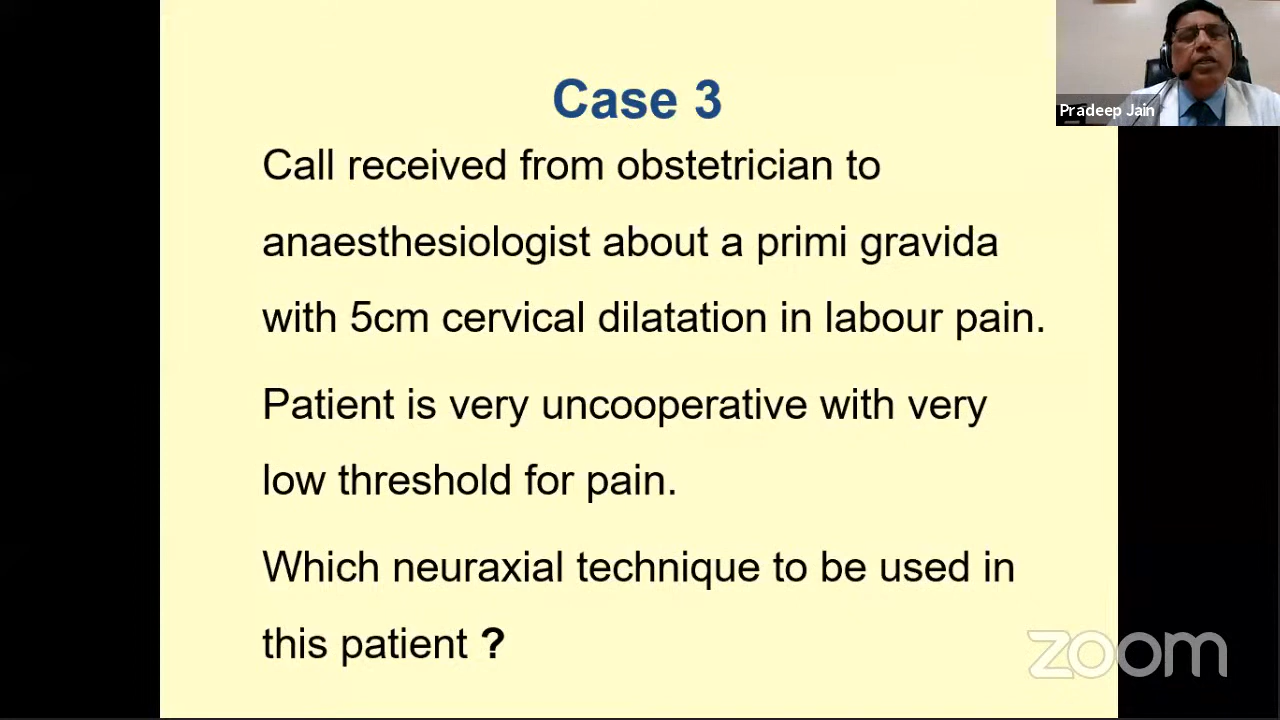 Case 3
Pradeep Jain
Call received from obstetrician to
anaesthesiologist about a primi gravida
with 5cm cervical dilatation in labour pain.
Patient is very uncooperative with very
low threshold for pain.
Which neuraxial technique to be used in
this patient ?
zoom